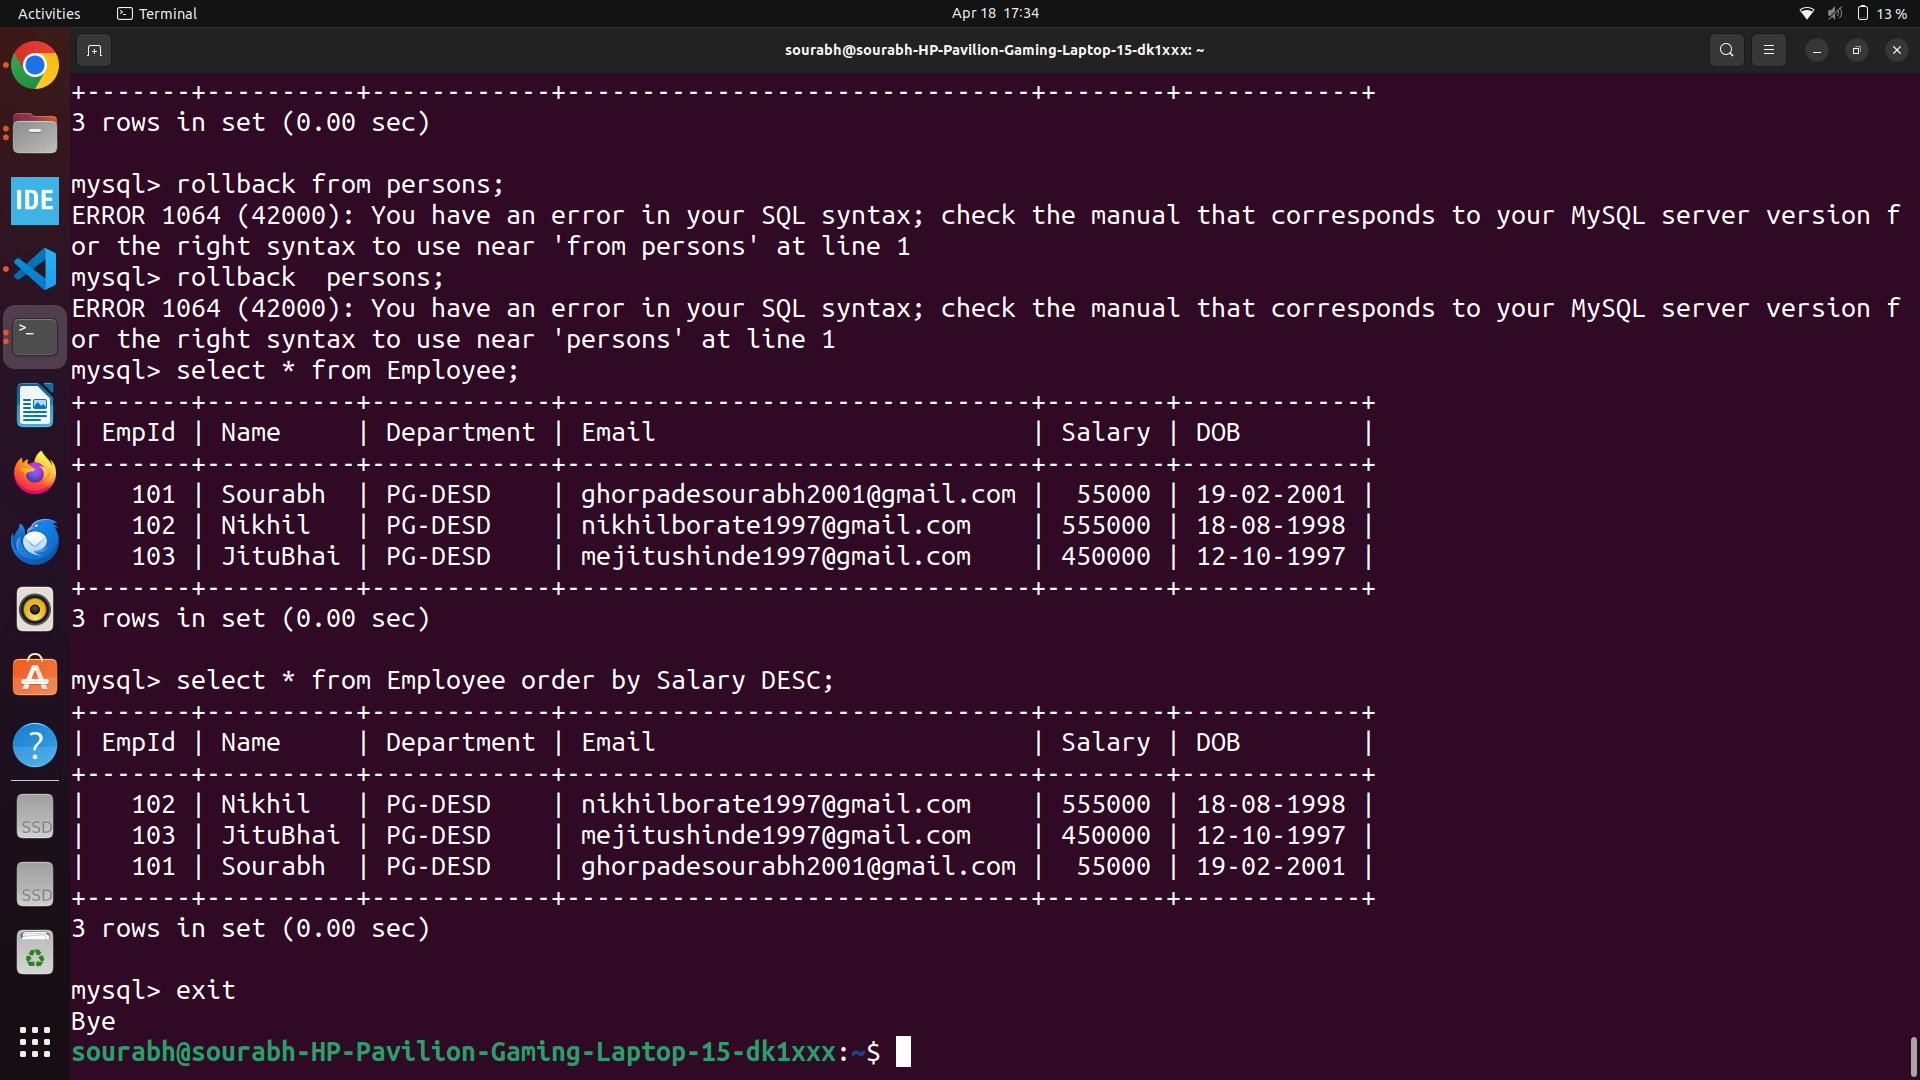 Activities Terminal Apr 18 17:34 13 %
sourabh@sourabh-HP-Pavilion-Gaming-Laptop-15-dk1xxx: ~
+-------+----------+------------+-------------------------------+--------+------------+
3 rows in set (0.00 sec)
mysql> rollback from persons;
ERROR 1064 (42000): You have an error in your SQL syntax; check the manual that corresponds to your MySQL server version f
or the right syntax to use near 'from persons' at line 1
mysql> rollback  persons;
ERROR 1064 (42000): You have an error in your SQL syntax; check the manual that corresponds to your MySQL server version f
or the right syntax to use near 'persons' at line 1
mysql> select * from Employee;
+-------+----------+------------+-------------------------------+--------+------------+
| EmpId | Name     | Department | Email                         | Salary | DOB        |
+-------+----------+------------+-------------------------------+--------+------------+
|   101 | Sourabh  | PG-DESD    | ghorpadesourabh2001@gmail.com |  55000 | 19-02-2001 |
|   102 | Nikhil   | PG-DESD    | nikhilborate1997@gmail.com    | 555000 | 18-08-1998 |
|   103 | JituBhai | PG-DESD    | mejitushinde1997@gmail.com    | 450000 | 12-10-1997 |
+-------+----------+------------+-------------------------------+--------+------------+
3 rows in set (0.00 sec)
mysql> select * from Employee order by Salary DESC;
+-------+----------+------------+-------------------------------+--------+------------+
| EmpId | Name     | Department | Email                         | Salary | DOB        |
+-------+----------+------------+-------------------------------+--------+------------+
|   102 | Nikhil   | PG-DESD    | nikhilborate1997@gmail.com    | 555000 | 18-08-1998 |
|   103 | JituBhai | PG-DESD    | mejitushinde1997@gmail.com    | 450000 | 12-10-1997 |
|   101 | Sourabh  | PG-DESD    | ghorpadesourabh2001@gmail.com |  55000 | 19-02-2001 |
+-------+----------+------------+-------------------------------+--------+------------+
3 rows in set (0.00 sec)
mysql> exit
Bye
sourabh@sourabh-HP-Pavilion-Gaming-Laptop-15-dk1xxx:~$
IDE
>_
?
SSD
SSD